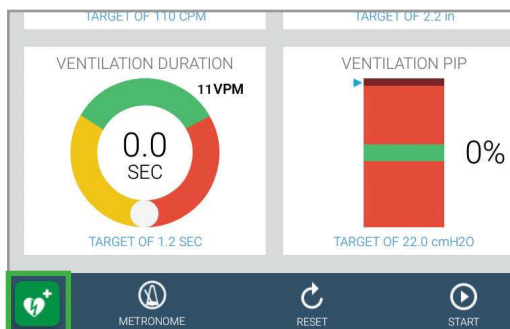 TARGET OF 110 CPM
TARGET OF 2.2 in
VENTILATION DURATION
11VPM
0.0
SEC
TARGET OF 1.2 SEC
VENTILATION PIP
0%
TARGET OF 22.0 cmH2O
METRONOME
RESET
START